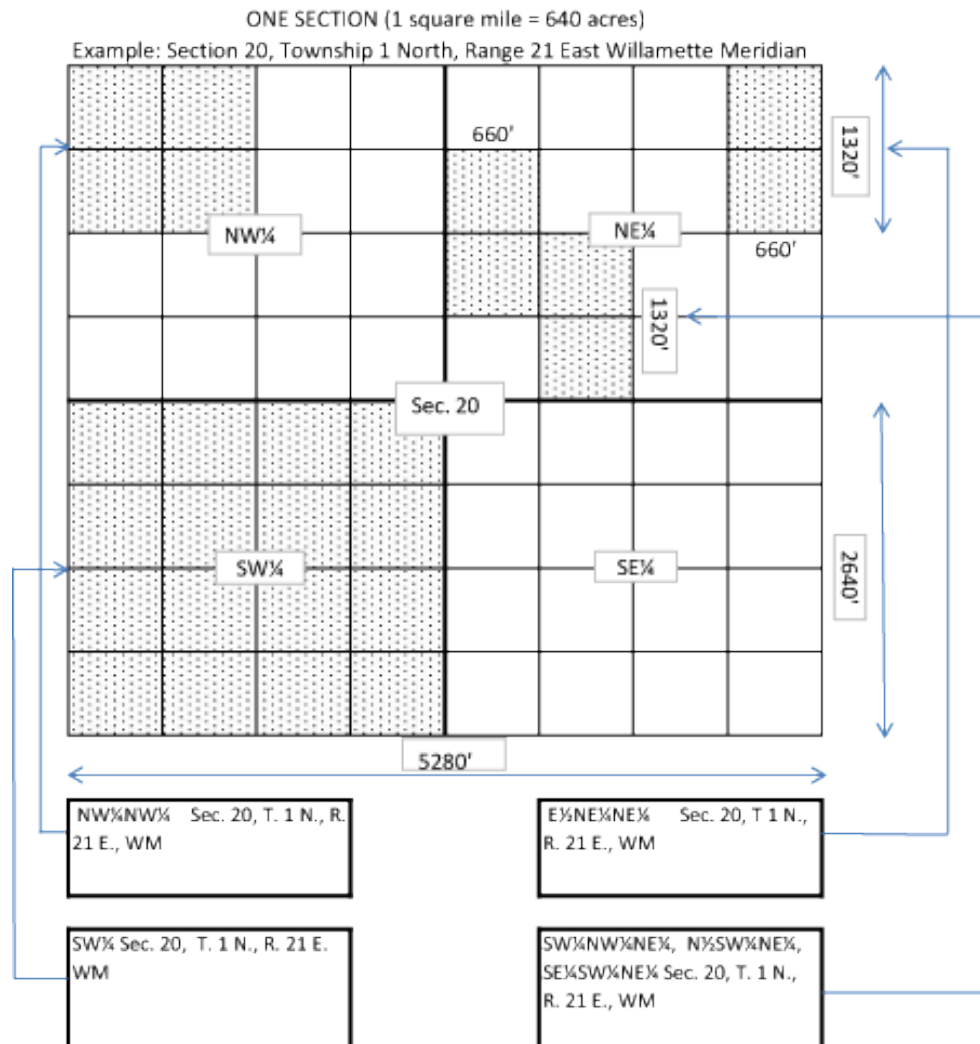 ONE SECTION (1 square mile = 640 acres)
Example: Section 20, Township 1 North, Range 21 East Willamette Meridian
660'
1320'
NW¼
NE¼
660'
1320'
Sec. 20
SW¼
SE¼
2640'
5280'
NW¼NW¼ Sec. 20, T. 1 N., R.
21 E., WM
E½NE¼NE¼ Sec. 20, T 1 N.,
R. 21 E., WM
SW¼ Sec. 20, T. 1 N., R. 21 E.
WM
SW¼NW¼NE¼, N½SW¼NE¼,
SE¼SW¼NE¼ Sec. 20, T. 1 N.,
R. 21 E., WM